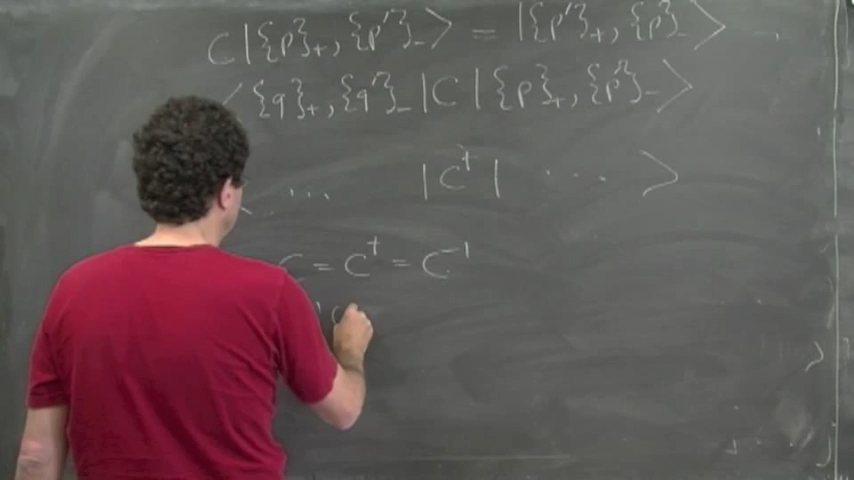 C|{p}₊, {p'}₋⟩ = |{p'}₊, {p}₋⟩
⟨{q}₊, {q'}₋|C|{p}₊, {p'}₋⟩
... |C†| ... ⟩
C = C† = C⁻¹